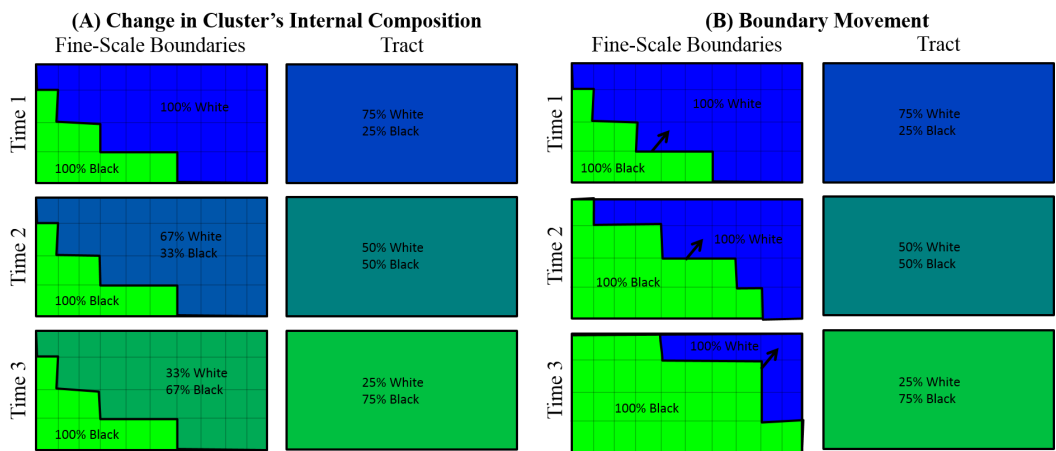 (A) Change in Cluster's Internal Composition
Fine-Scale Boundaries
Tract
Time 1
100% White
100% Black
75% White
25% Black
Time 2
67% White
33% Black
100% Black
50% White
50% Black
Time 3
33% White
67% Black
100% Black
25% White
75% Black
(B) Boundary Movement
Fine-Scale Boundaries
Tract
Time 1
100% White
100% Black
75% White
25% Black
Time 2
100% White
100% Black
50% White
50% Black
Time 3
100% White
100% Black
25% White
75% Black